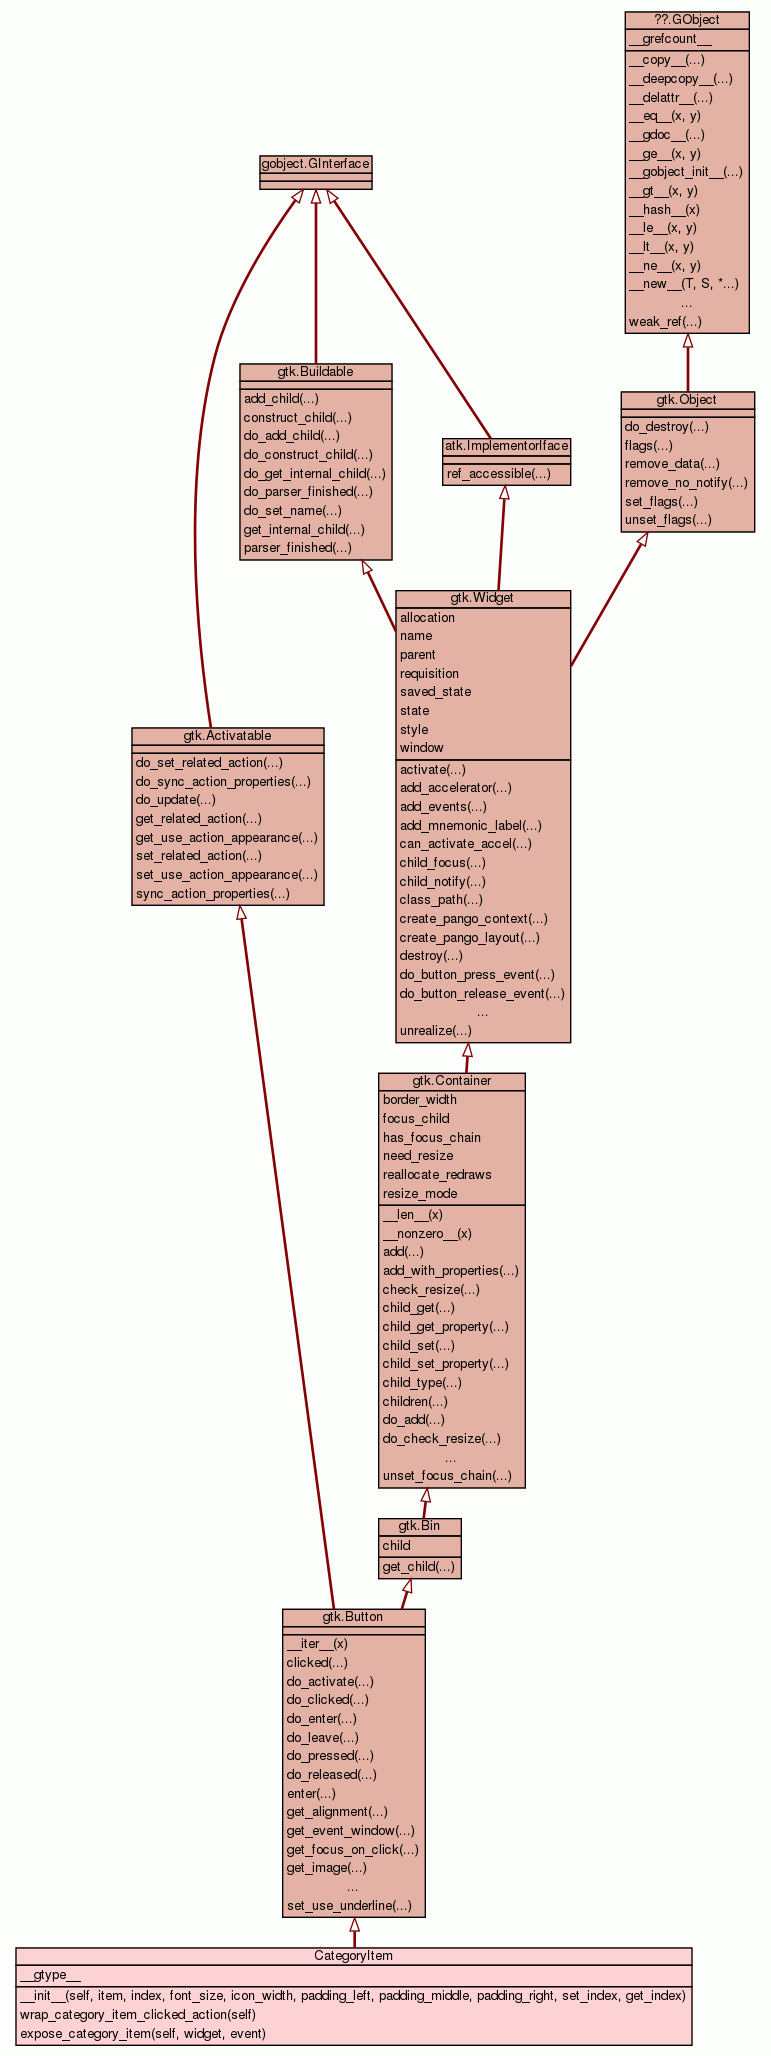 ??.GObject
__grefcount__
__copy__(...)
__deepcopy__(...)
__delattr__(...)
__eq__(x, y)
__gdoc__(...)
__ge__(x, y)
__gobject_init__(...)
__gt__(x, y)
__hash__(x)
__le__(x, y)
__lt__(x, y)
__ne__(x, y)
__new__(T, S, *...)
...
weak_ref(...)
gobject.GInterface
gtk.Buildable
add_child(...)
construct_child(...)
do_add_child(...)
do_construct_child(...)
do_get_internal_child(...)
do_parser_finished(...)
do_set_name(...)
get_internal_child(...)
parser_finished(...)
atk.ImplementorIface
ref_accessible(...)
gtk.Object
do_destroy(...)
flags(...)
remove_data(...)
remove_no_notify(...)
set_flags(...)
unset_flags(...)
gtk.Widget
allocation
name
parent
requisition
saved_state
state
style
window
activate(...)
add_accelerator(...)
add_events(...)
add_mnemonic_label(...)
can_activate_accel(...)
child_focus(...)
child_notify(...)
class_path(...)
create_pango_context(...)
create_pango_layout(...)
destroy(...)
do_button_press_event(...)
do_button_release_event(...)
...
unrealize(...)
gtk.Activatable
do_set_related_action(...)
do_sync_action_properties(...)
do_update(...)
get_related_action(...)
get_use_action_appearance(...)
set_related_action(...)
set_use_action_appearance(...)
sync_action_properties(...)
gtk.Container
border_width
focus_child
has_focus_chain
need_resize
reallocate_redraws
resize_mode
__len__(x)
__nonzero__(x)
add(...)
add_with_properties(...)
check_resize(...)
child_get(...)
child_get_property(...)
child_set(...)
child_set_property(...)
child_type(...)
children(...)
do_add(...)
do_check_resize(...)
...
unset_focus_chain(...)
gtk.Bin
child
get_child(...)
gtk.Button
__iter__(x)
clicked(...)
do_activate(...)
do_clicked(...)
do_enter(...)
do_leave(...)
do_pressed(...)
do_released(...)
enter(...)
get_alignment(...)
get_event_window(...)
get_focus_on_click(...)
get_image(...)
...
set_use_underline(...)
CategoryItem
__gtype__
__init__(self, item, index, font_size, icon_width, padding_left, padding_middle, padding_right, set_index, get_index)
wrap_category_item_clicked_action(self)
expose_category_item(self, widget, event)